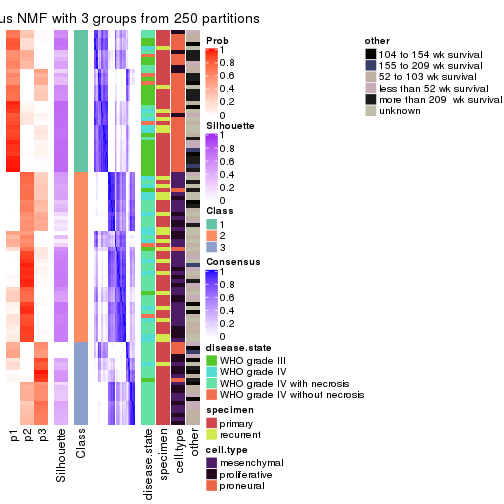 us NMF with 3 groups from 250 partitions
Prob
1
0.8
0.6
0.4
0.2
0
Silhouette
1
0.8
0.6
0.4
0.2
0
Class
1
2
3
Consensus
1
0.8
0.6
0.4
0.2
0
disease.state
WHO grade III
WHO grade IV
WHO grade IV with necrosis
WHO grade IV without necrosis
specimen
primary
recurrent
cell.type
mesenchymal
proliferative
proneural
other
104 to 154 wk survival
155 to 209 wk survival
52 to 103 wk survival
less than 52 wk survival
more than 209  wk survival
unknown
p1
p2
p3
Silhouette
Class
disease.state
specimen
cell.type
other